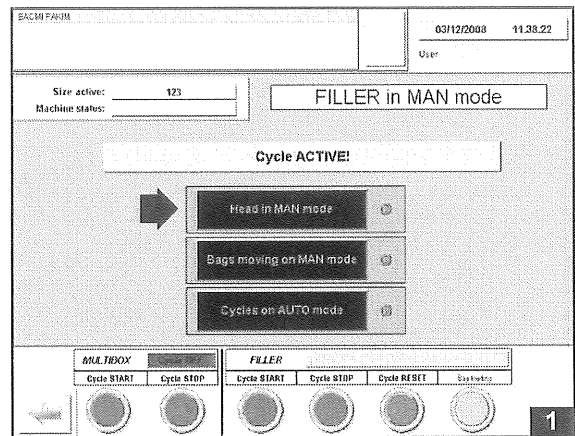 03/12/2008 11.38.22
User
Size active: 123
Machine status:
FILLER in MAN mode
Cycle ACTIVE!
Head in MAN mode
Bags moving on MAN mode
Cycles on AUTO mode
MULTIBOX FILLER
Cycle START Cycle STOP Cycle START Cycle STOP Cycle RESET
1